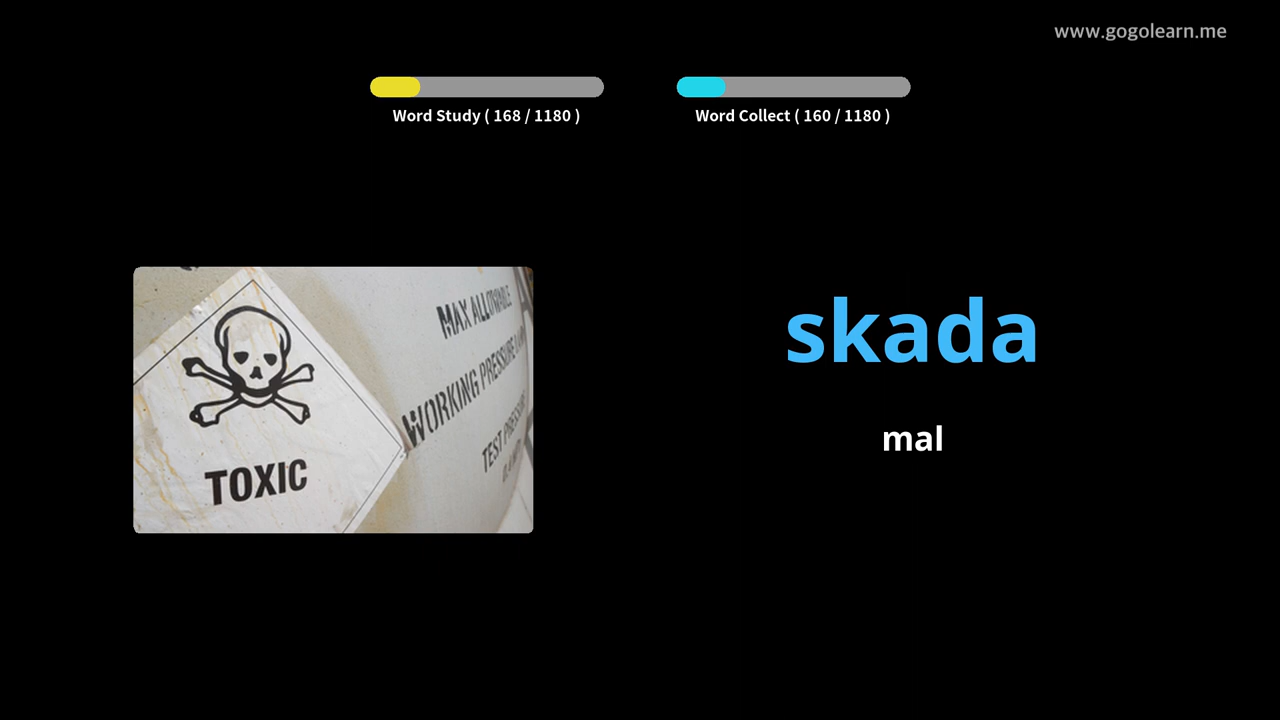 www.gogolearn.me
Word Study ( 168 / 1180 )
Word Collect ( 160 / 1180 )
skada
mal
TOXIC
MAX ALLOWABLE
WORKING PRESSURE
TEST PRESSURE